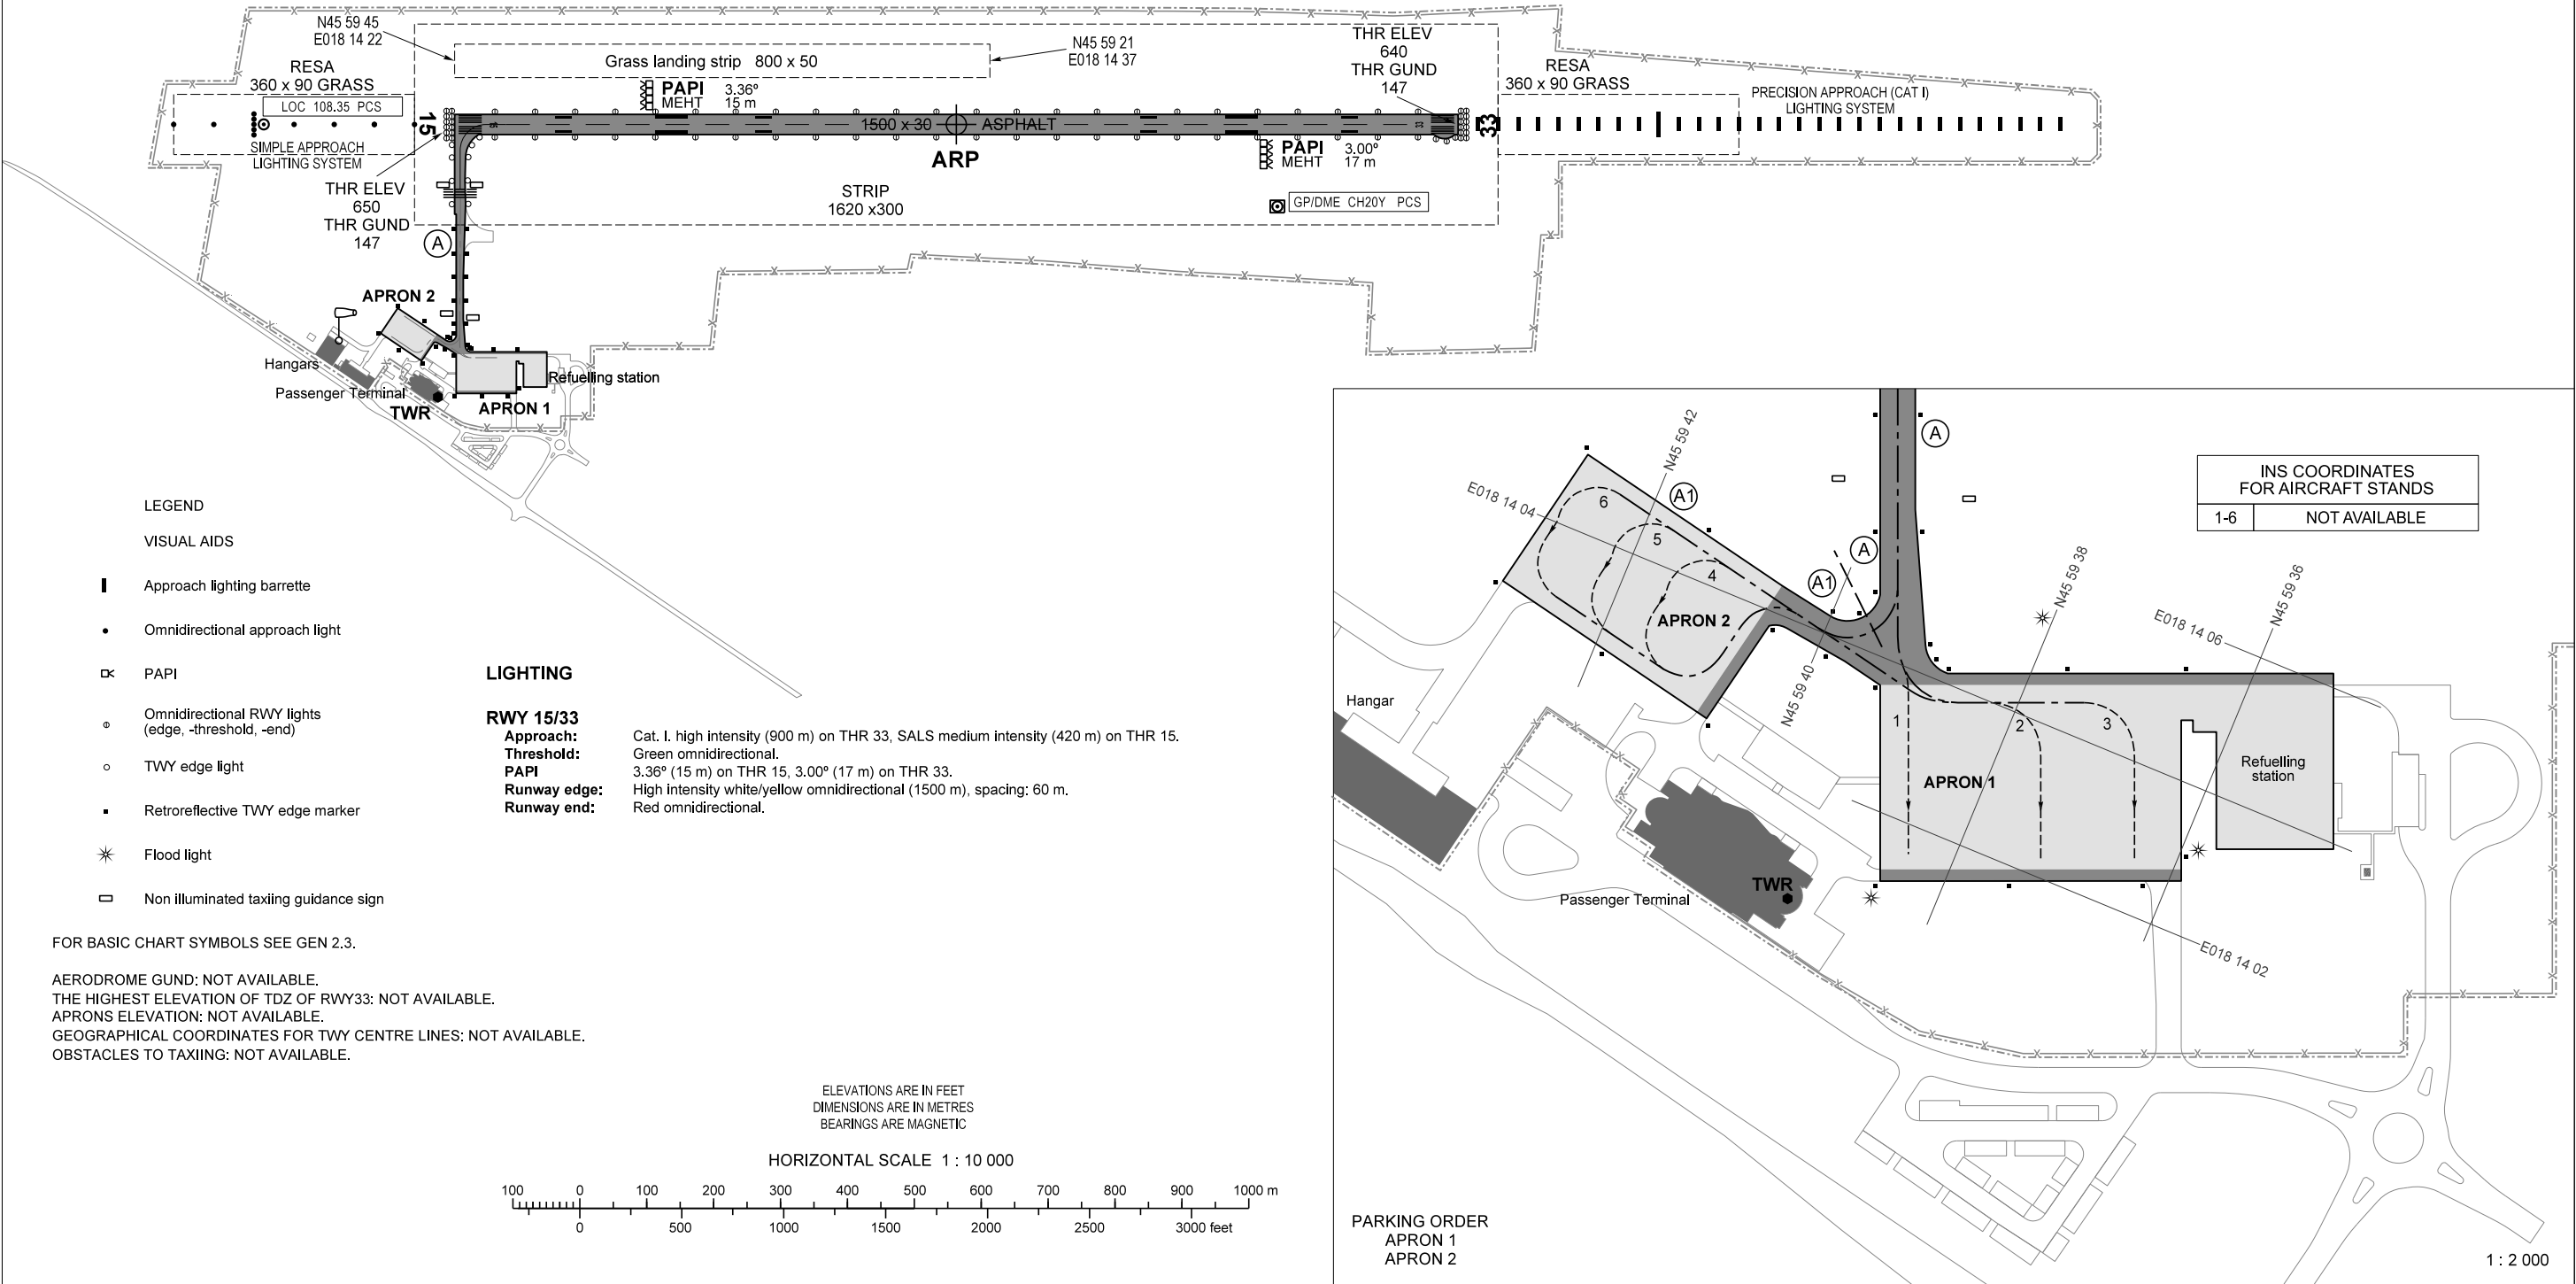 N45 59 45
E018 14 22
RESA
360 x 90 GRASS
LOC 108.35 PCS
SIMPLE APPROACH
LIGHTING SYSTEM
THR ELEV
650
THR GUND
147
15
Grass landing strip 800 x 50
N45 59 21
E018 14 37
PAPI 3.36º
MEHT 15 m
1500 x 30 ASPHALT
ARP
STRIP
1620 x300
THR ELEV
640
THR GUND
147
33
33
PAPI 3.00º
MEHT 17 m
GP/DME CH20Y PCS
RESA
360 x 90 GRASS
PRECISION APPROACH (CAT I)
LIGHTING SYSTEM
A
APRON 2
Hangars
Passenger Terminal
TWR
APRON 1
Refuelling station
LEGEND
VISUAL AIDS
Approach lighting barrette
Omnidirectional approach light
PAPI
Omnidirectional RWY lights
(edge, -threshold, -end)
TWY edge light
Retroreflective TWY edge marker
Flood light
Non illuminated taxiing guidance sign
FOR BASIC CHART SYMBOLS SEE GEN 2.3.
AERODROME GUND: NOT AVAILABLE.
THE HIGHEST ELEVATION OF TDZ OF RWY33: NOT AVAILABLE.
APRONS ELEVATION: NOT AVAILABLE.
GEOGRAPHICAL COORDINATES FOR TWY CENTRE LINES: NOT AVAILABLE.
OBSTACLES TO TAXIING: NOT AVAILABLE.
LIGHTING
RWY 15/33
Approach: Cat. I. high intensity (900 m) on THR 33, SALS medium intensity (420 m) on THR 15.
Threshold: Green omnidirectional.
PAPI 3.36º (15 m) on THR 15, 3.00º (17 m) on THR 33.
Runway edge: High intensity white/yellow omnidirectional (1500 m), spacing: 60 m.
Runway end: Red omnidirectional.
ELEVATIONS ARE IN FEET
DIMENSIONS ARE IN METRES
BEARINGS ARE MAGNETIC
HORIZONTAL SCALE 1 : 10 000
100 0 100 200 300 400 500 600 700 800 900 1000 m
0 500 1000 1500 2000 2500 3000 feet
INS COORDINATES
FOR AIRCRAFT STANDS
1-6 NOT AVAILABLE
N45 59 42
E018 14 04
A1
A
6
5
4
APRON 2
A1
A
N45 59 40
N45 59 38
N45 59 36
E018 14 06
1
2
3
APRON 1
Refuelling
station
Hangar
TWR
Passenger Terminal
E018 14 02
PARKING ORDER
APRON 1
APRON 2
1 : 2 000